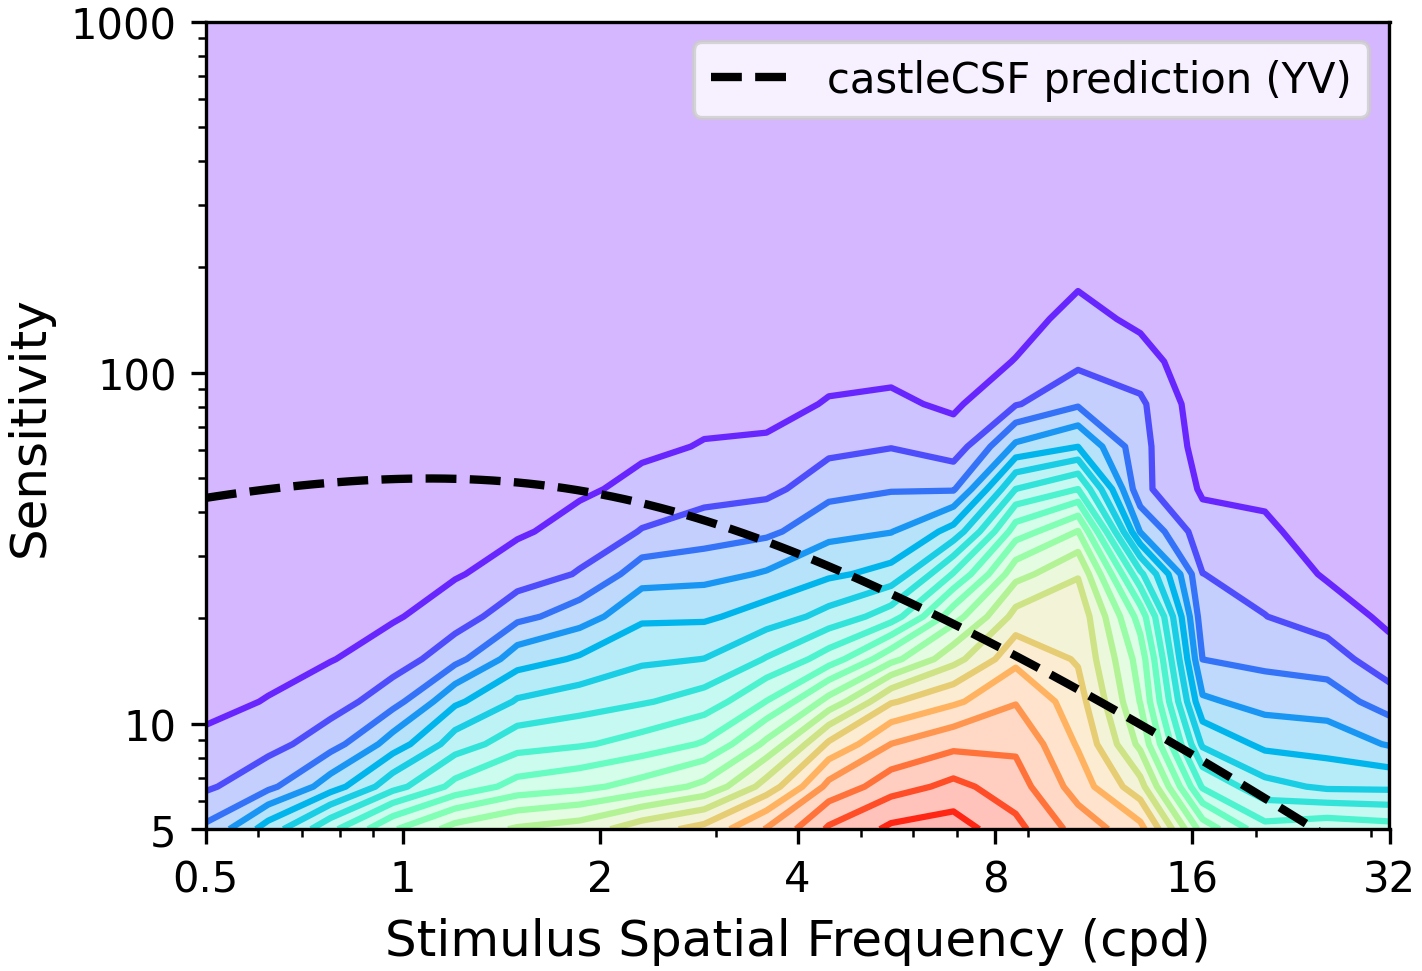 castleCSF prediction (YV)
1000
100
10
5
Sensitivity
0.5 1 2 4 8 16 32
Stimulus Spatial Frequency (cpd)